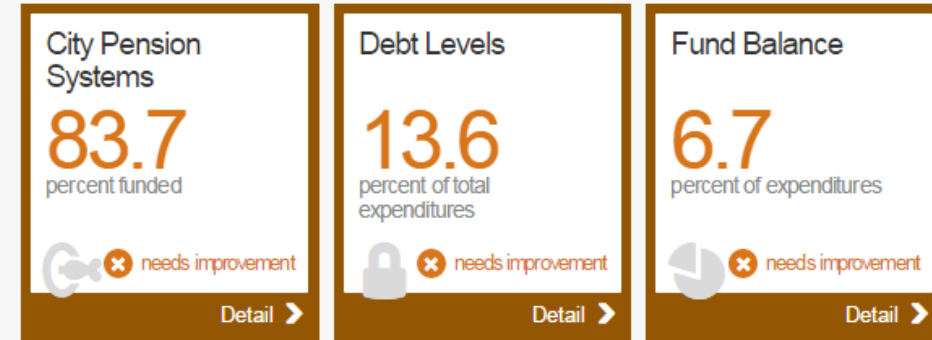 City Pension
Systems
83.7
percent funded
needs improvement
Detail
Debt Levels
13.6
percent of total
expenditures
needs improvement
Detail
Fund Balance
6.7
percent of expenditures
needs improvement
Detail